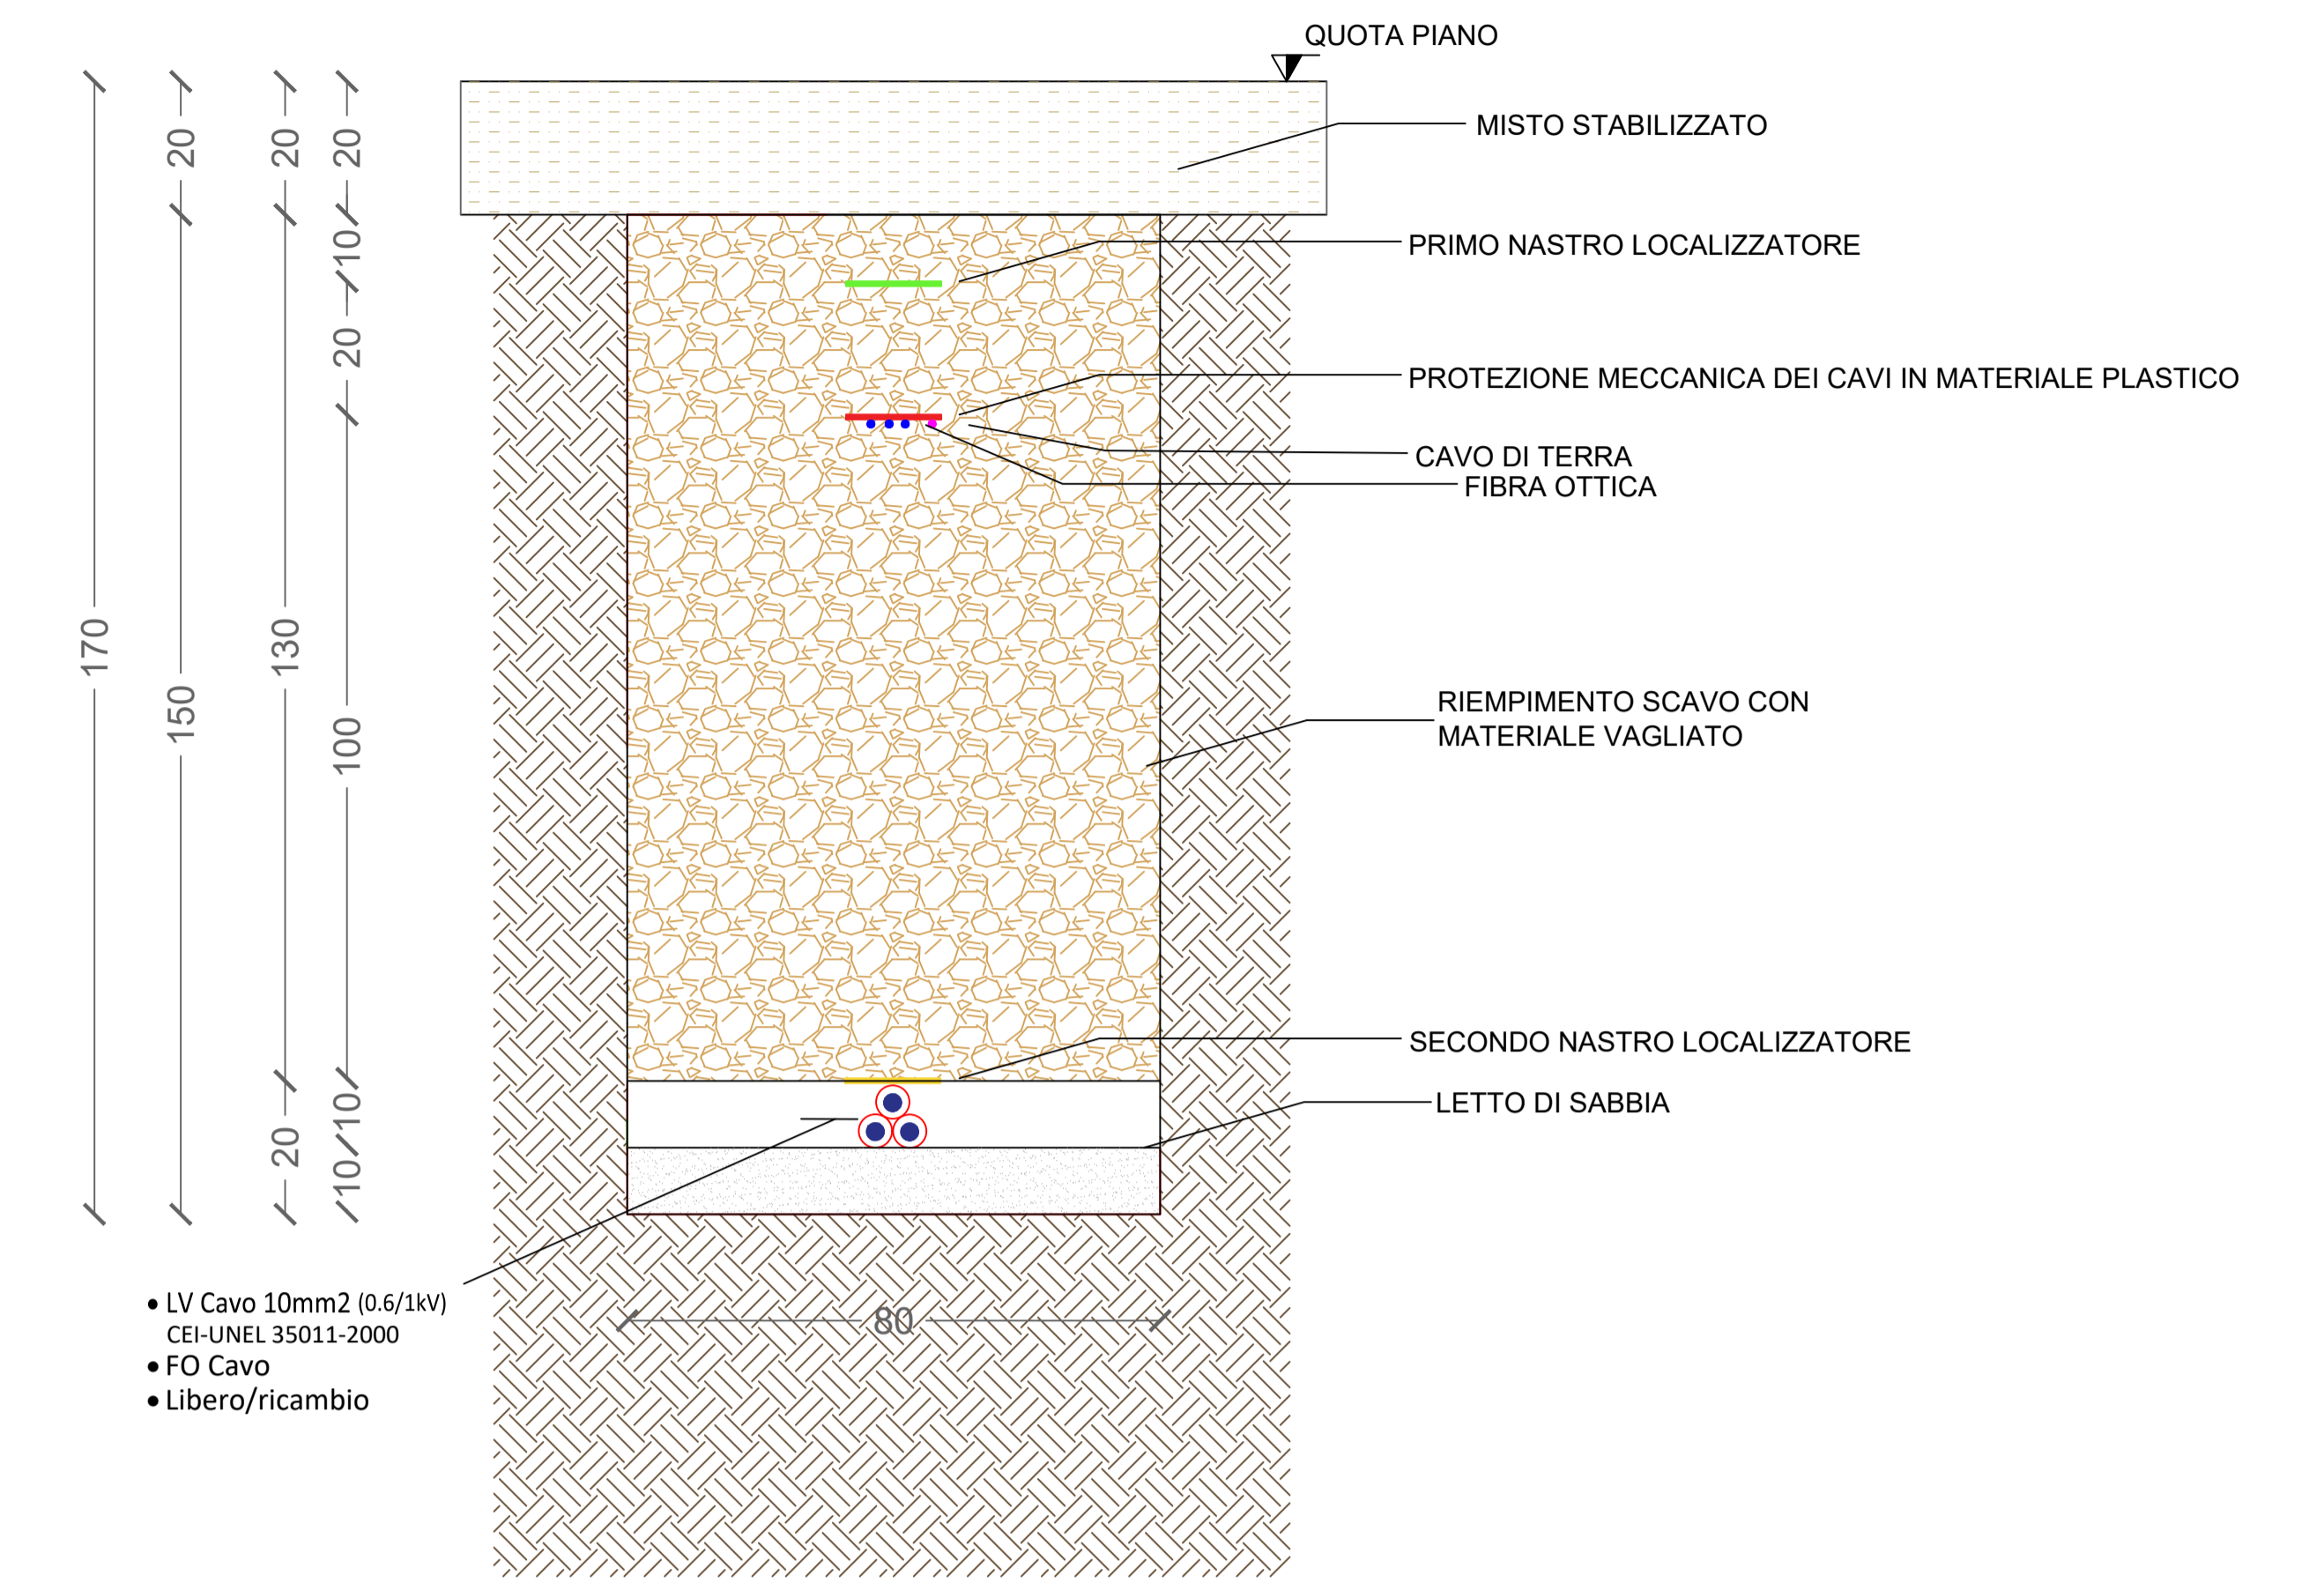 QUOTA PIANO
MISTO STABILIZZATO
PRIMO NASTRO LOCALIZZATORE
PROTEZIONE MECCANICA DEI CAVI IN MATERIALE PLASTICO
CAVO DI TERRA
FIBRA OTTICA
RIEMPIMENTO SCAVO CON
MATERIALE VAGLIATO
SECONDO NASTRO LOCALIZZATORE
LETTO DI SABBIA
170
20
150
20
130
20
20
10
20
100
10
10
80
• LV Cavo 10mm2 (0.6/1kV)
CEI-UNEL 35011-2000
• FO Cavo
• Libero/ricambio